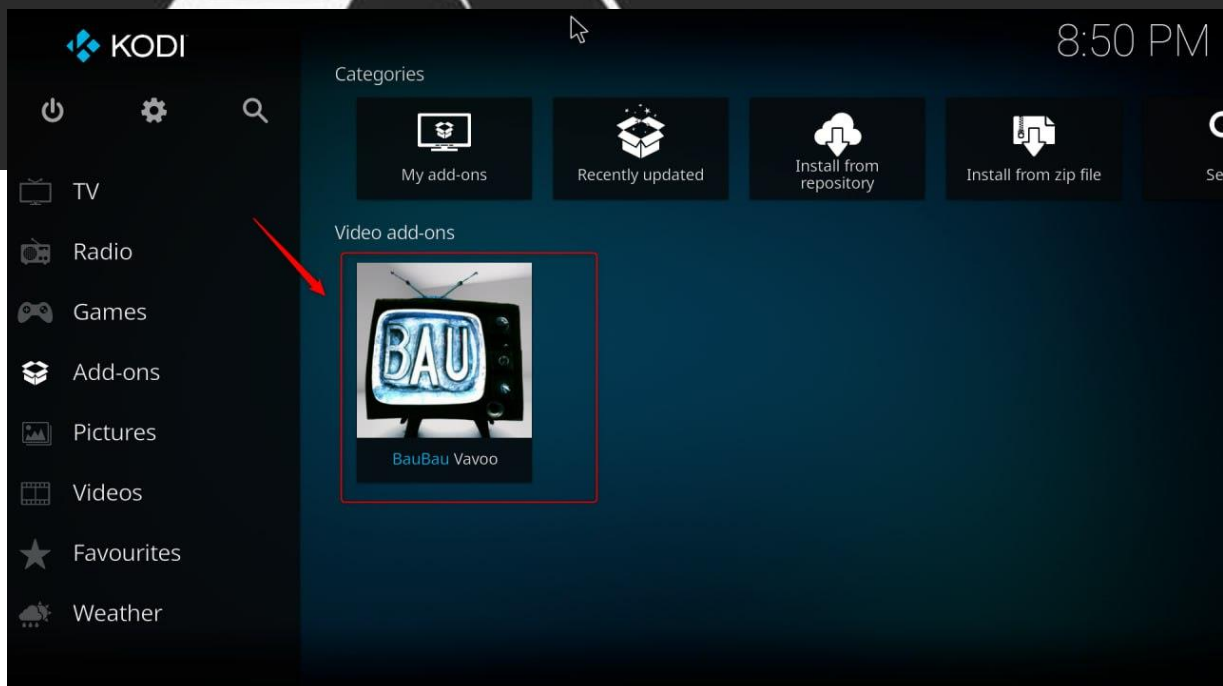 KODI
8:50 PM
TV
Radio
Games
Add-ons
Pictures
Videos
Favourites
Weather
Categories
My add-ons
Recently updated
Install from
repository
Install from zip file
Se
Video add-ons
BAU
BauBau Vavoo